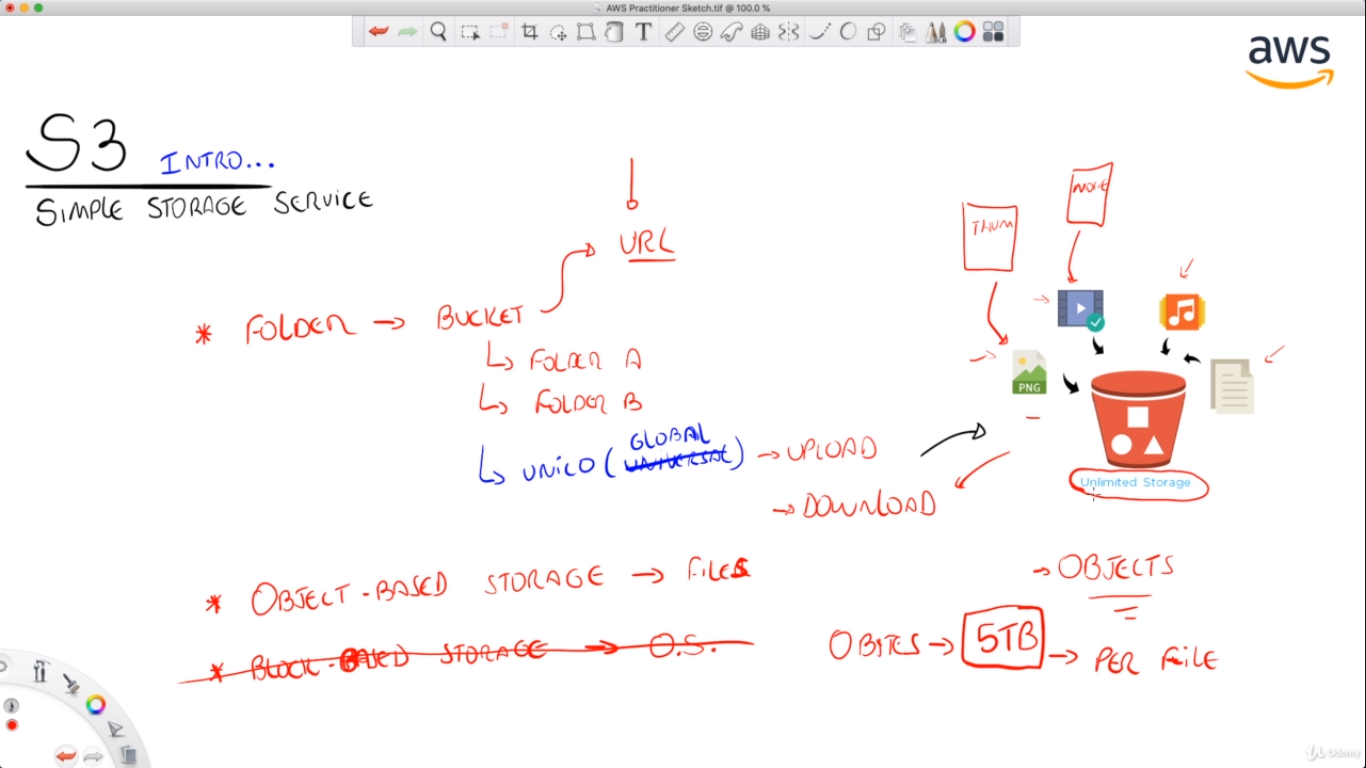 AWS Practitioner Sketch.tif @ 100.0 %
aws
S3 INTRO...
SIMPLE STORAGE SERVICE
URL
* FOLDER → BUCKET
↳ FOLDER A
↳ FOLDER B
↳ UNICO (GLOBAL UNIVERSAL) → UPLOAD
→ DOWNLOAD
THUM
MOVIE
PNG
Unlimited Storage
* OBJECT-BASED STORAGE → FILES
* BLOCK-BASED STORAGE → O.S.
→ OBJECTS
0 BYTES → 5TB → PER FILE
Udemy